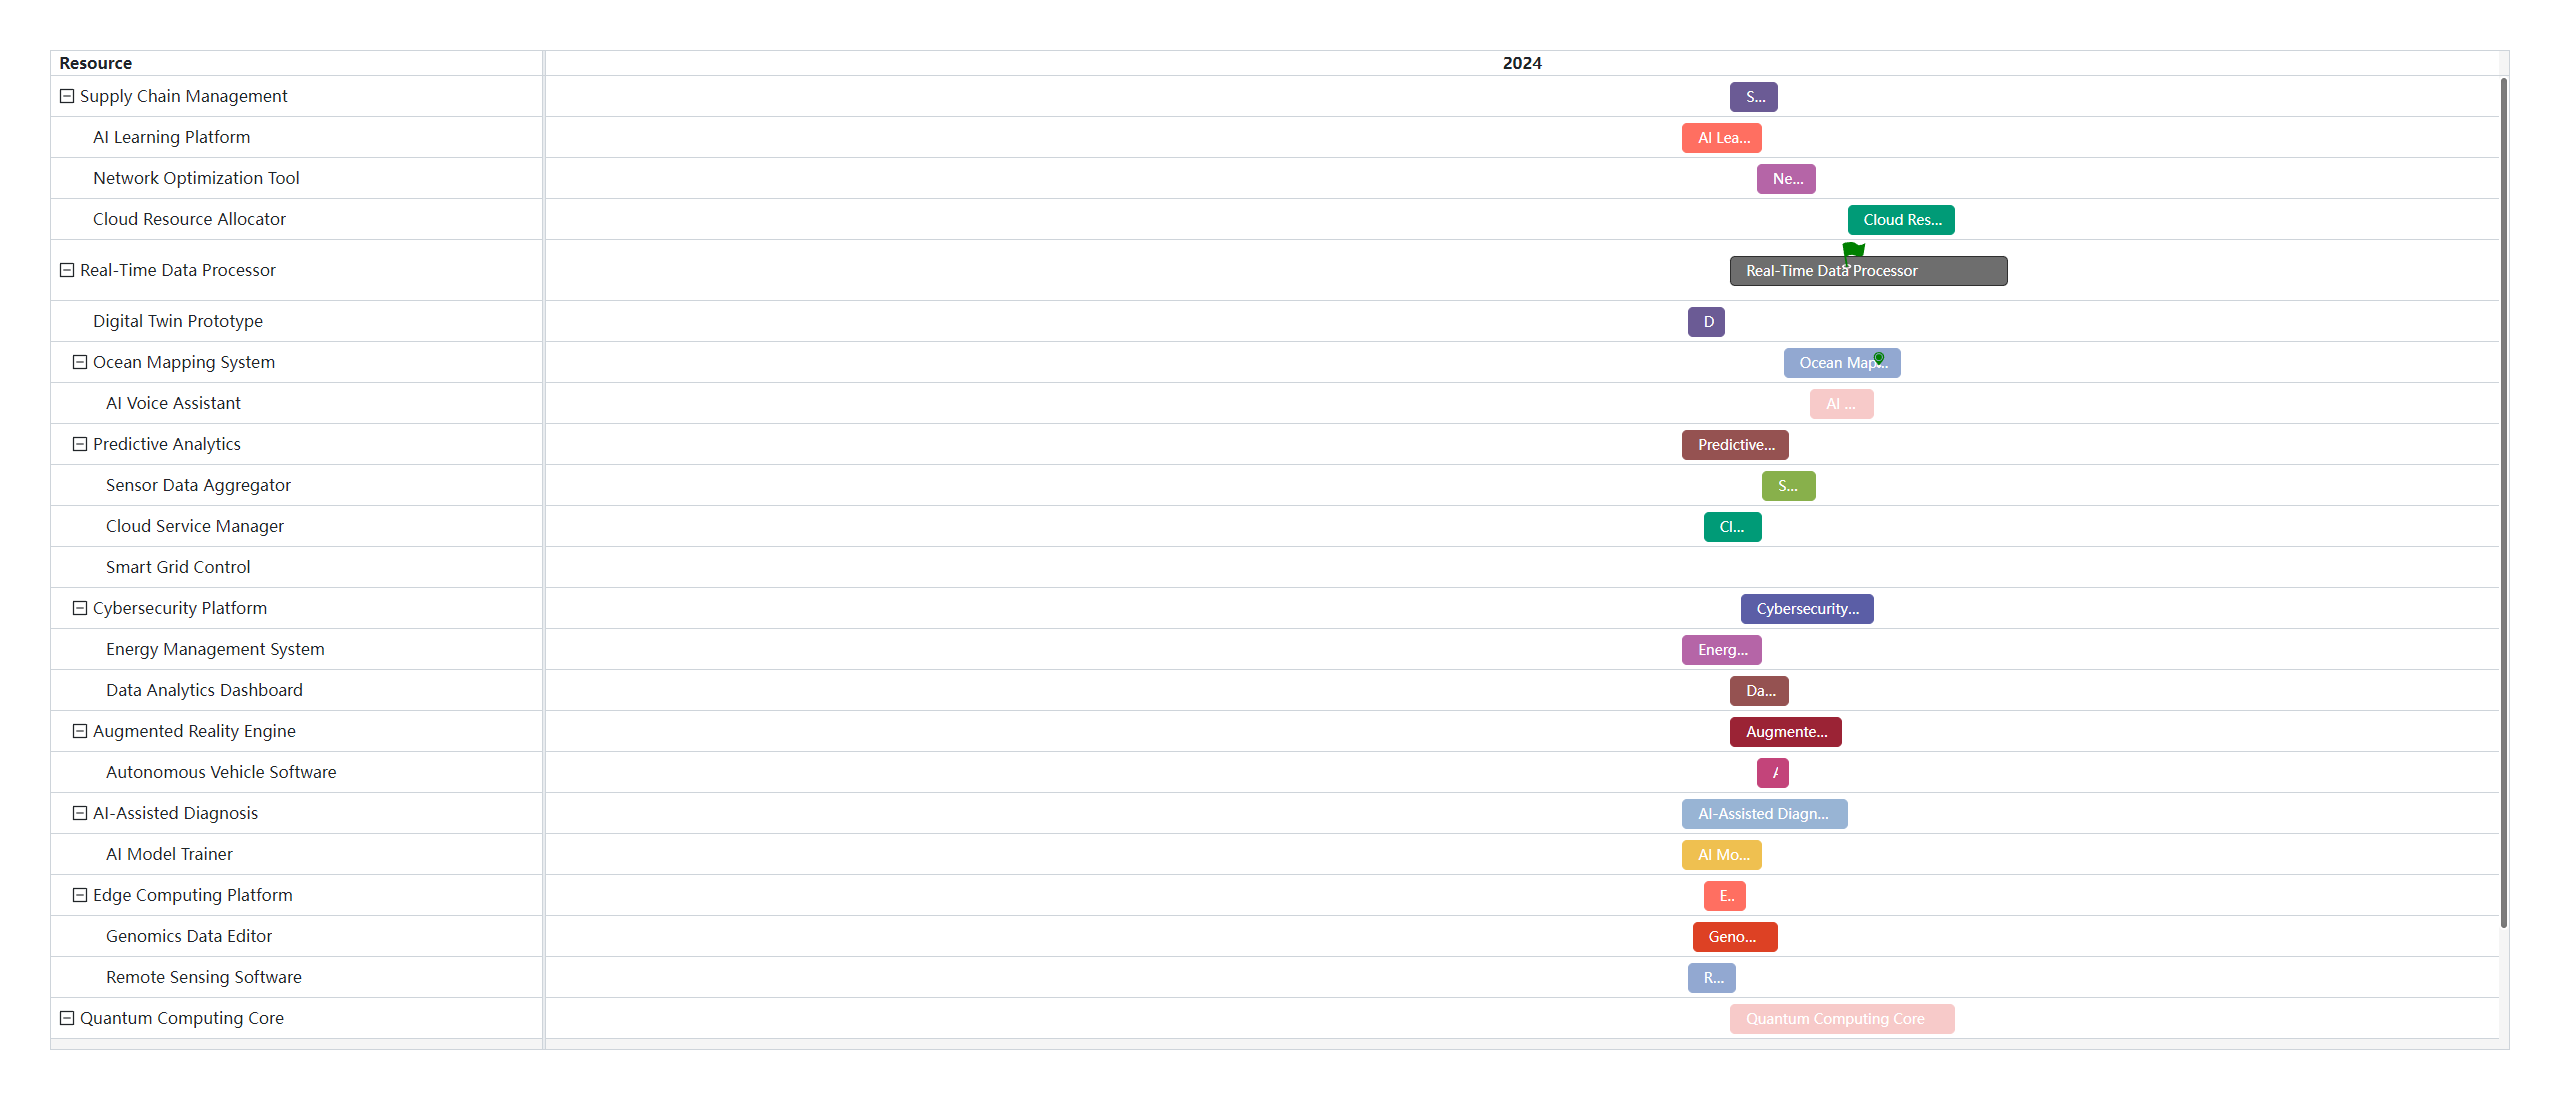 Resource 2024
Supply Chain Management S...
AI Learning Platform AI Lea...
Network Optimization Tool Ne...
Cloud Resource Allocator Cloud Res...
Real-Time Data Processor Real-Time Data Processor
Digital Twin Prototype D
Ocean Mapping System Ocean Map...
AI Voice Assistant AI ...
Predictive Analytics Predictive...
Sensor Data Aggregator S...
Cloud Service Manager Cl...
Smart Grid Control
Cybersecurity Platform Cybersecurity...
Energy Management System Energ...
Data Analytics Dashboard Da...
Augmented Reality Engine Augmente...
Autonomous Vehicle Software A
AI-Assisted Diagnosis AI-Assisted Diagn...
AI Model Trainer AI Mo...
Edge Computing Platform E..
Genomics Data Editor Geno...
Remote Sensing Software R...
Quantum Computing Core Quantum Computing Core